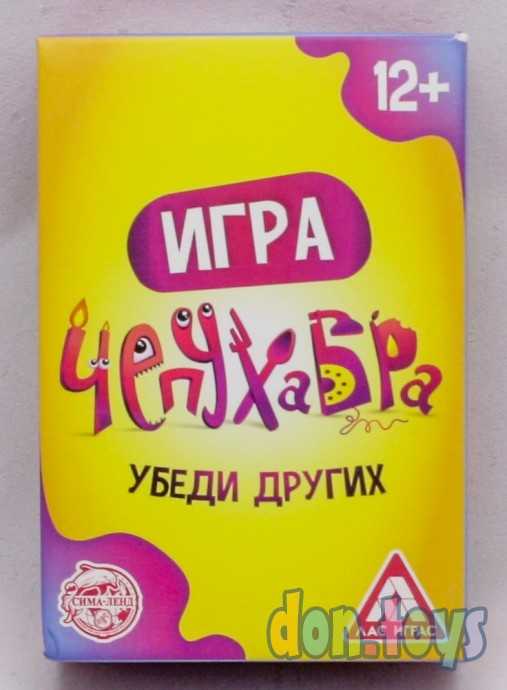 12+
ИГРА
ЧЕПУХаБРа
УБЕДИ ДРУГИХ
СИМА-ЛЕНД
ЛАС ИГРАС
don.toys